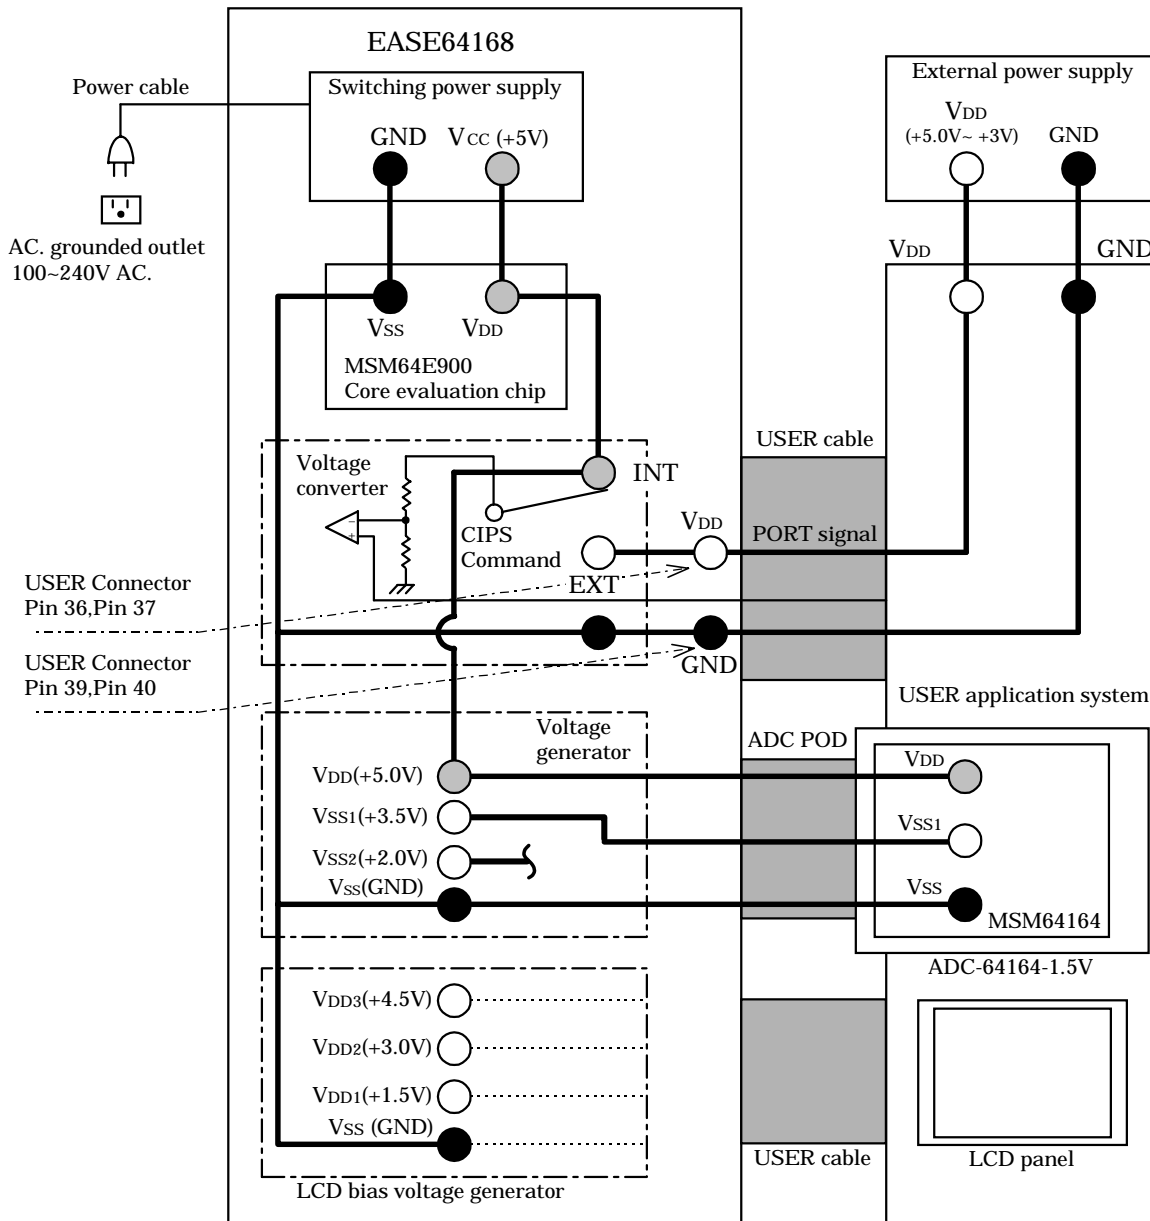 EASE64168
Power cable
Switching power supply
GND
VCC (+5V)
AC. grounded outlet
100~240V AC.
External power supply
VDD
(+5.0V~ +3V)
GND
VDD
GND
VSS
VDD
MSM64E900
Core evaluation chip
Voltage
converter
INT
CIPS
Command
EXT
VDD
GND
USER cable
PORT signal
USER Connector
Pin 36,Pin 37
USER Connector
Pin 39,Pin 40
USER application system
Voltage
generator
VDD(+5.0V)
VSS1(+3.5V)
VSS2(+2.0V)
VSS(GND)
ADC POD
VDD
VSS1
VSS
MSM64164
ADC-64164-1.5V
VDD3(+4.5V)
VDD2(+3.0V)
VDD1(+1.5V)
VSS (GND)
LCD bias voltage generator
USER cable
LCD panel